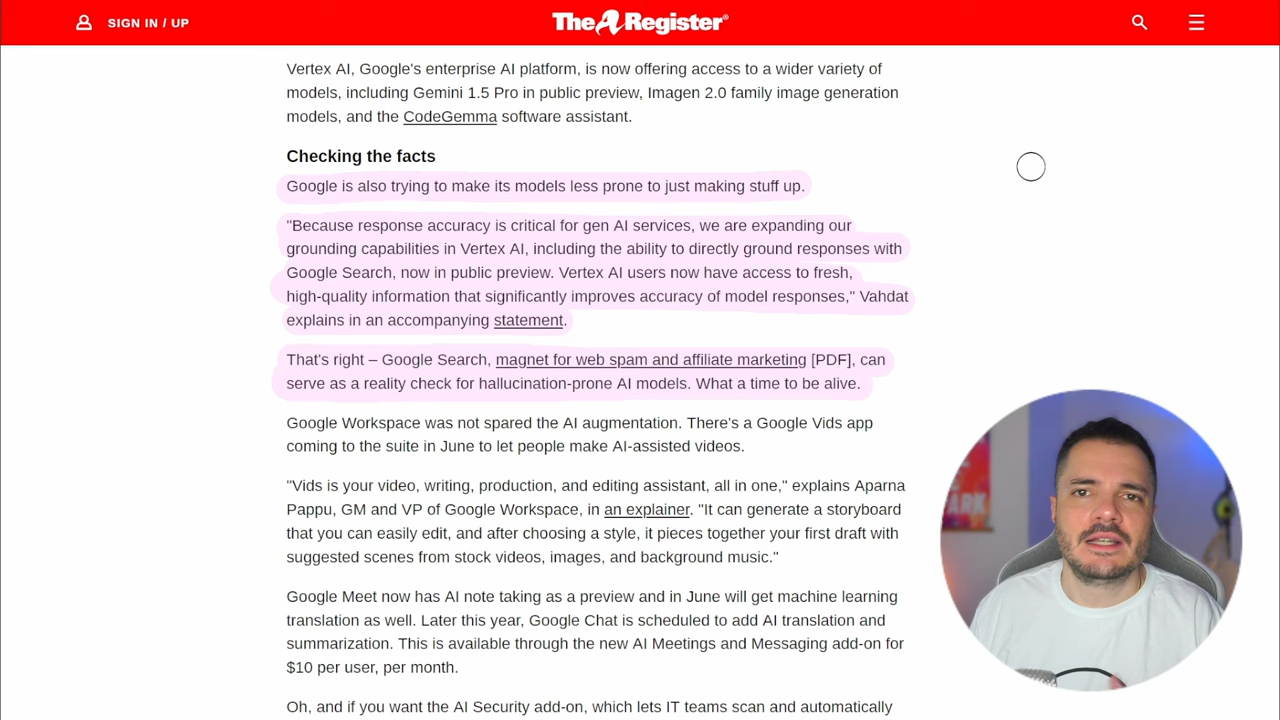 SIGN IN / UP
The Register®
Vertex AI, Google's enterprise AI platform, is now offering access to a wider variety of
models, including Gemini 1.5 Pro in public preview, Imagen 2.0 family image generation
models, and the CodeGemma software assistant.
Checking the facts
Google is also trying to make its models less prone to just making stuff up.
"Because response accuracy is critical for gen AI services, we are expanding our
grounding capabilities in Vertex AI, including the ability to directly ground responses with
Google Search, now in public preview. Vertex AI users now have access to fresh,
high-quality information that significantly improves accuracy of model responses," Vahdat
explains in an accompanying statement.
That's right – Google Search, magnet for web spam and affiliate marketing [PDF], can
serve as a reality check for hallucination-prone AI models. What a time to be alive.
Google Workspace was not spared the AI augmentation. There's a Google Vids app
coming to the suite in June to let people make AI-assisted videos.
"Vids is your video, writing, production, and editing assistant, all in one," explains Aparna
Pappu, GM and VP of Google Workspace, in an explainer. "It can generate a storyboard
that you can easily edit, and after choosing a style, it pieces together your first draft with
suggested scenes from stock videos, images, and background music."
Google Meet now has AI note taking as a preview and in June will get machine learning
translation as well. Later this year, Google Chat is scheduled to add AI translation and
summarization. This is available through the new AI Meetings and Messaging add-on for
$10 per user, per month.
Oh, and if you want the AI Security add-on, which lets IT teams scan and automatically